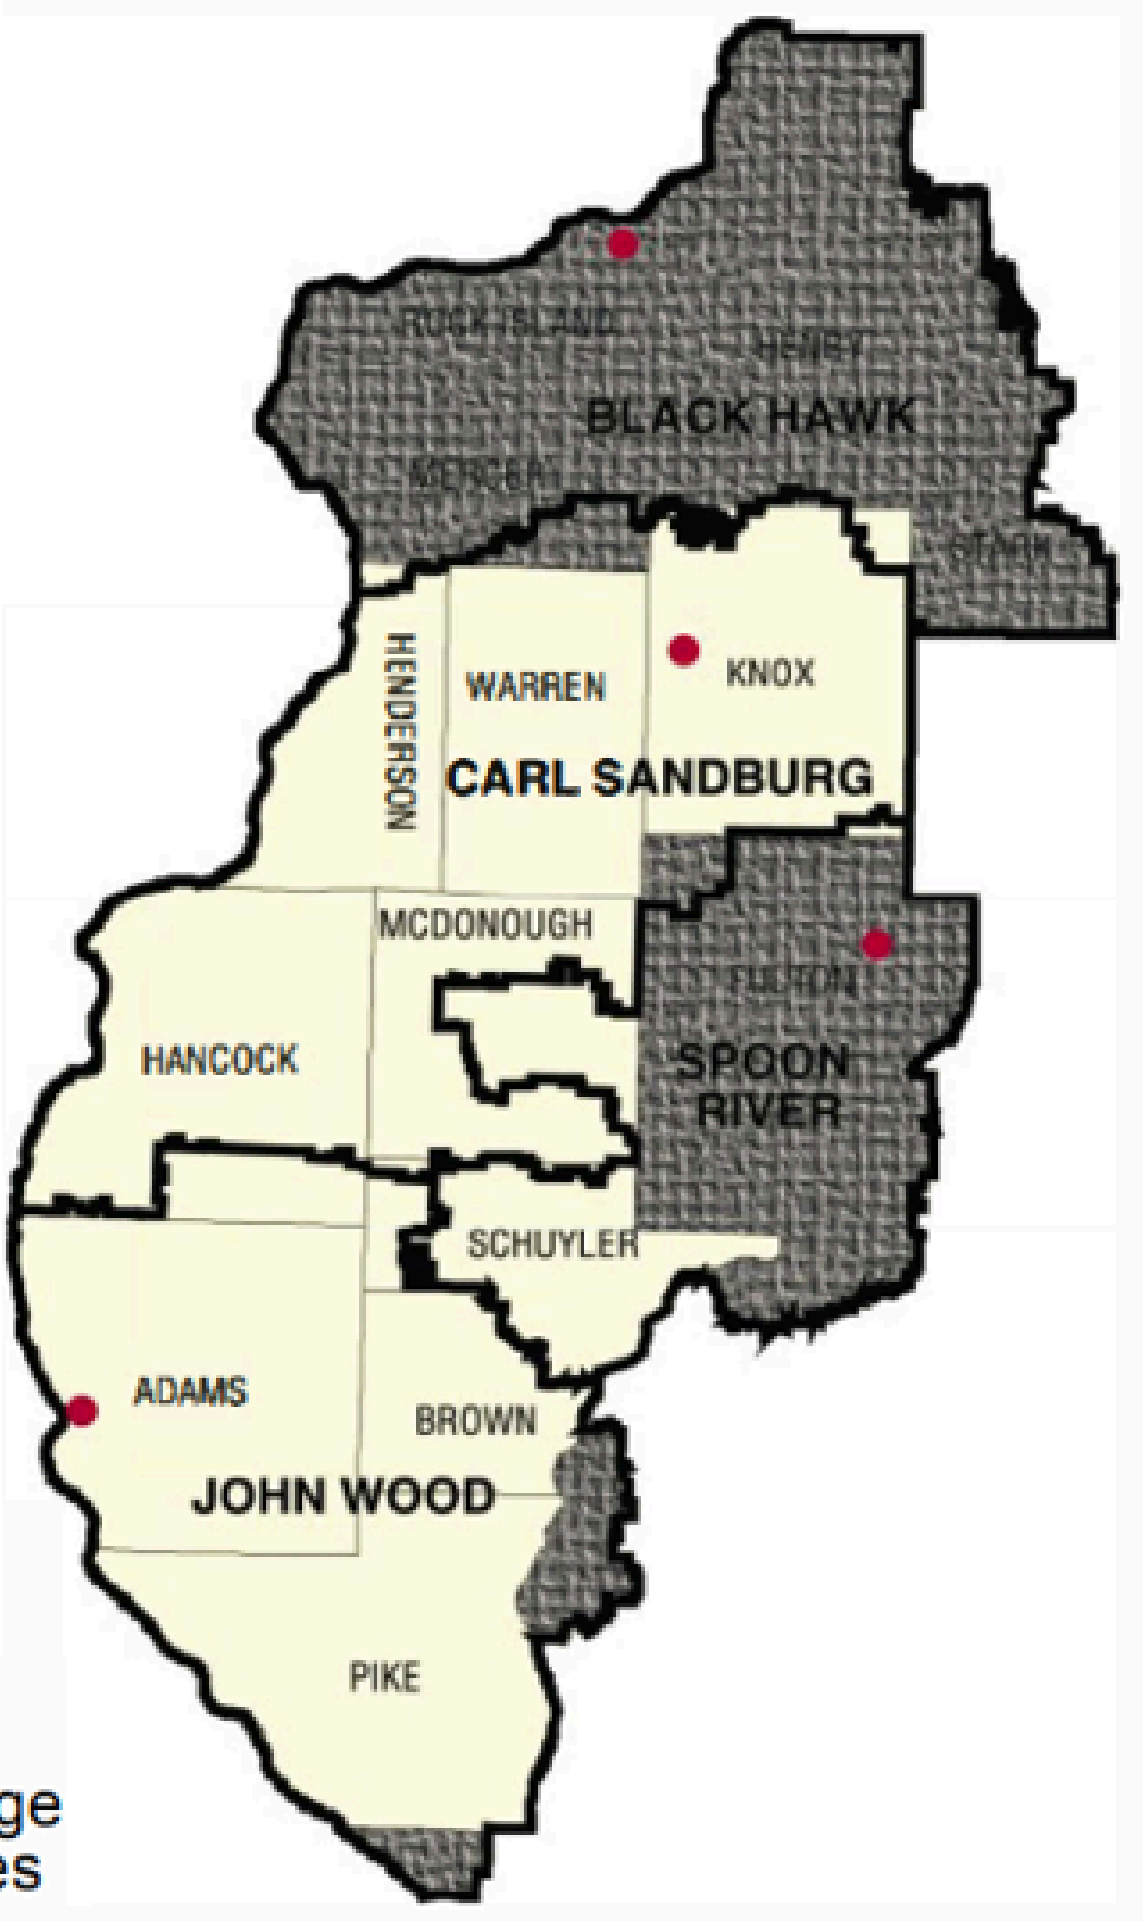 ROCK ISLAND
HENRY
BLACK HAWK
MERCER
STARK
HENDERSON
WARREN
KNOX
CARL SANDBURG
MCDONOUGH
FULTON
HANCOCK
SPOON
RIVER
SCHUYLER
ADAMS
BROWN
JOHN WOOD
PIKE
ge
es